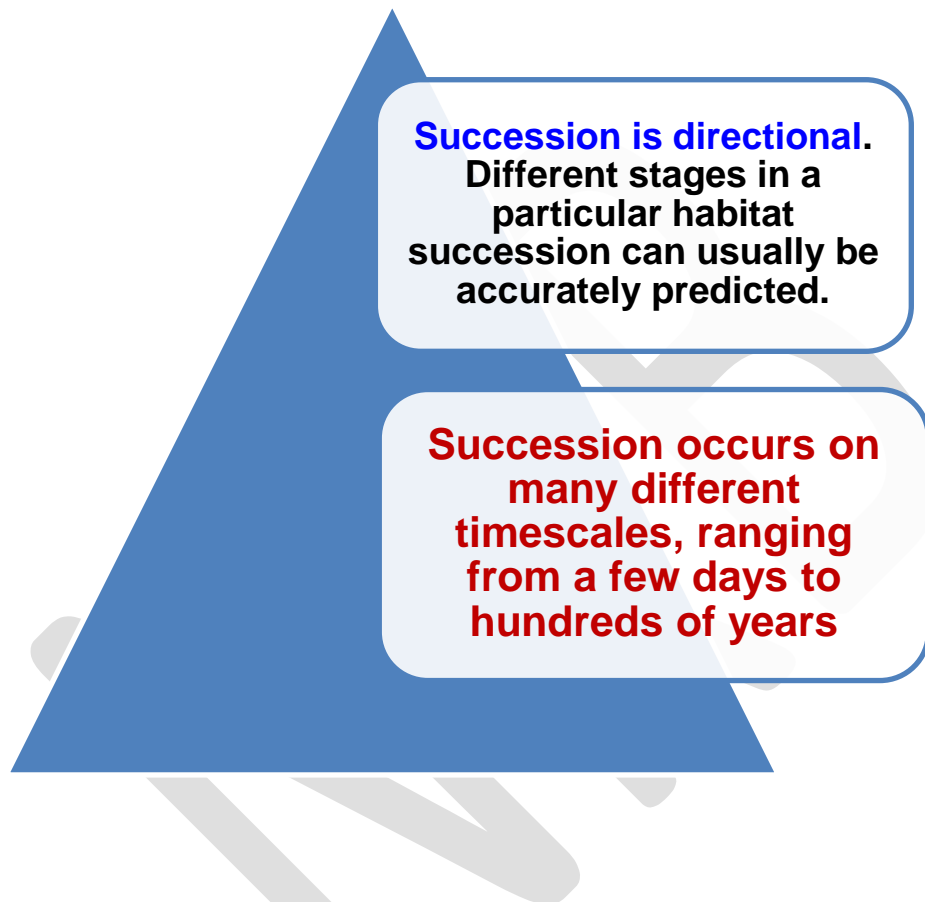 Succession is directional.
Different stages in a
particular habitat
succession can usually be
accurately predicted.
Succession occurs on
many different
timescales, ranging
from a few days to
hundreds of years